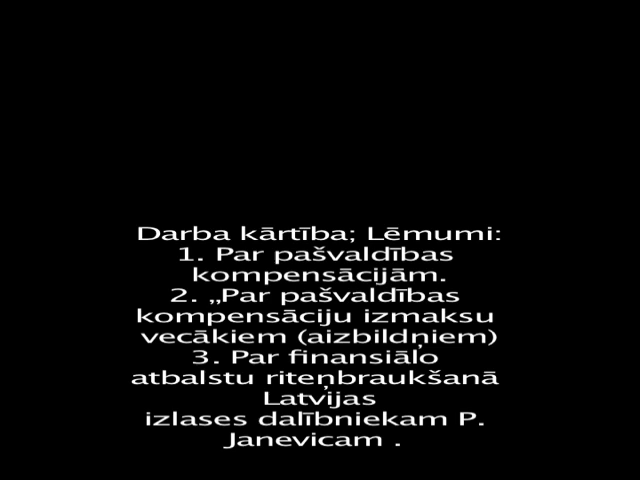 Darba kārtība; Lēmumi:
1. Par pašvaldības
kompensācijām.
2. „Par pašvaldības
kompensāciju izmaksu
vecākiem (aizbildņiem)
3. Par finansiālo
atbalstu riteņbraukšanā
Latvijas
izlases dalībniekam P.
Janevicam .